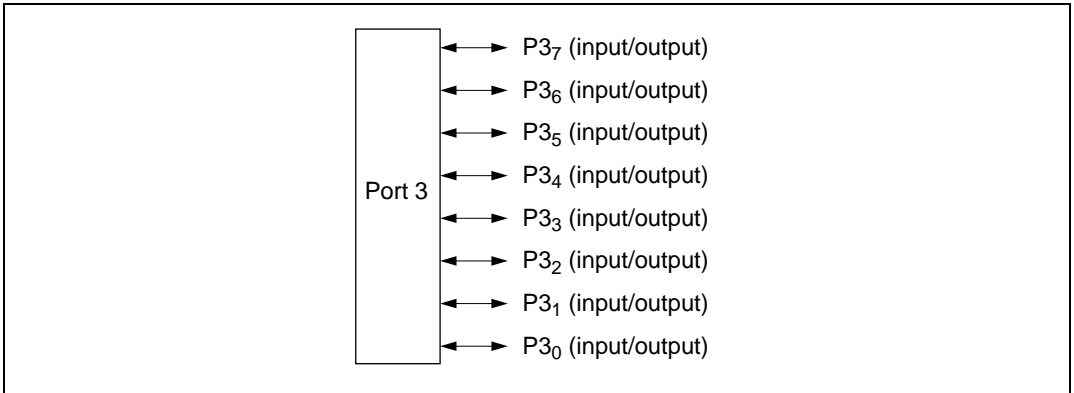 P3₇ (input/output)
P3₆ (input/output)
P3₅ (input/output)
P3₄ (input/output)
Port 3
P3₃ (input/output)
P3₂ (input/output)
P3₁ (input/output)
P3₀ (input/output)